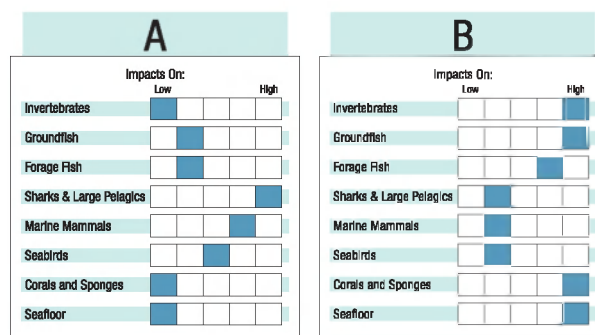 A
Impacts On:
Low High
Invertebrates
Groundfish
Forage Fish
Sharks & Large Pelagics
Marine Mammals
Seabirds
Corals and Sponges
Seafloor
B
Impacts On:
Low High
Invertebrates
Groundfish
Forage Fish
Sharks & Large Pelagics
Marine Mammals
Seabirds
Corals and Sponges
Seafloor